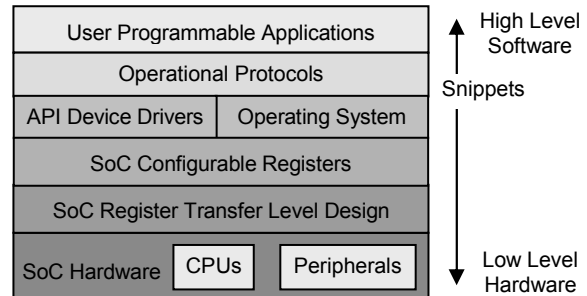 User Programmable Applications
Operational Protocols
API Device Drivers
Operating System
SoC Configurable Registers
SoC Register Transfer Level Design
SoC Hardware
CPUs
Peripherals
High Level
Software
Snippets
Low Level
Hardware